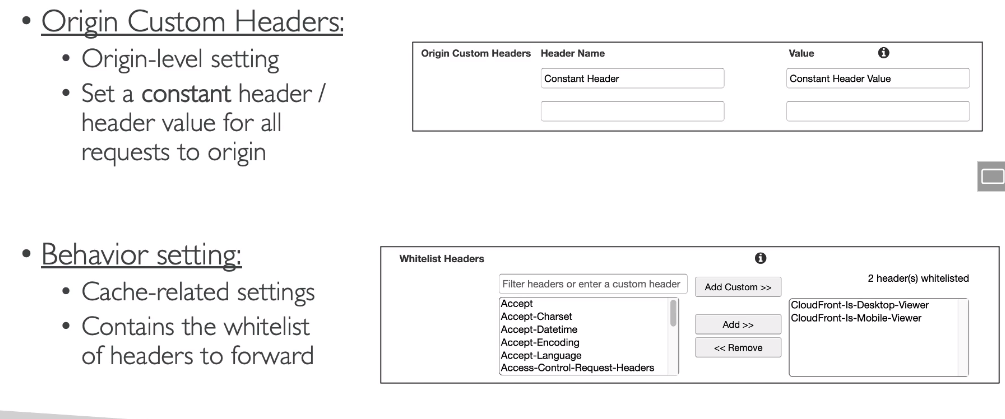 • Origin Custom Headers:
• Origin-level setting
• Set a constant header /
header value for all
requests to origin
Origin Custom Headers Header Name Value
Constant Header Constant Header Value
• Behavior setting:
• Cache-related settings
• Contains the whitelist
of headers to forward
Whitelist Headers
Filter headers or enter a custom header
Add Custom >>
2 header(s) whitelisted
Accept
Accept-Charset
Accept-Datetime
Accept-Encoding
Accept-Language
Access-Control-Request-Headers
Add >>
<< Remove
CloudFront-Is-Desktop-Viewer
CloudFront-Is-Mobile-Viewer